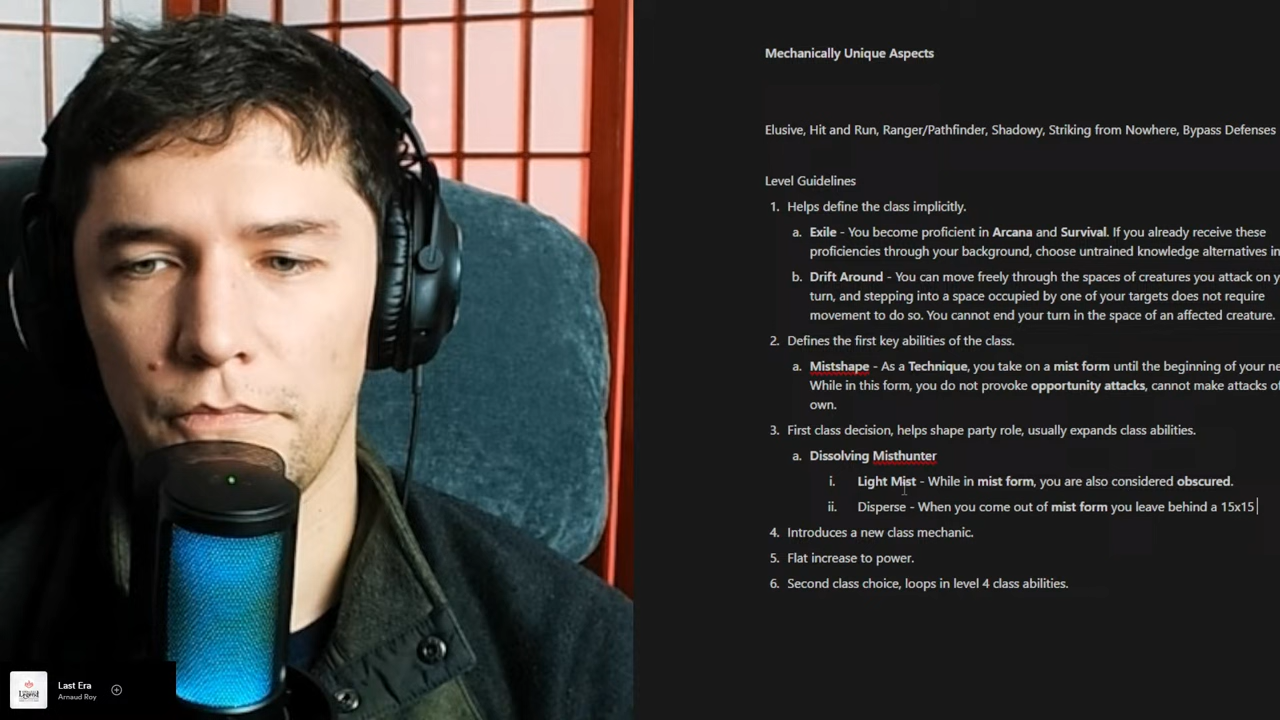 Mechanically Unique Aspects
Elusive, Hit and Run, Ranger/Pathfinder, Shadowy, Striking from Nowhere, Bypass Defenses
Level Guidelines
1. Helps define the class implicitly.
a. Exile - You become proficient in Arcana and Survival. If you already receive these
proficiencies through your background, choose untrained knowledge alternatives in
b. Drift Around - You can move freely through the spaces of creatures you attack on y
turn, and stepping into a space occupied by one of your targets does not require
movement to do so. You cannot end your turn in the space of an affected creature.
2. Defines the first key abilities of the class.
a. Mistshape - As a Technique, you take on a mist form until the beginning of your ne
While in this form, you do not provoke opportunity attacks, cannot make attacks of
own.
3. First class decision, helps shape party role, usually expands class abilities.
a. Dissolving Misthunter
i. Light Mist - While in mist form, you are also considered obscured.
ii. Disperse - When you come out of mist form you leave behind a 15x15
4. Introduces a new class mechanic.
5. Flat increase to power.
6. Second class choice, loops in level 4 class abilities.
Legend
Last Era
Arnaud Roy